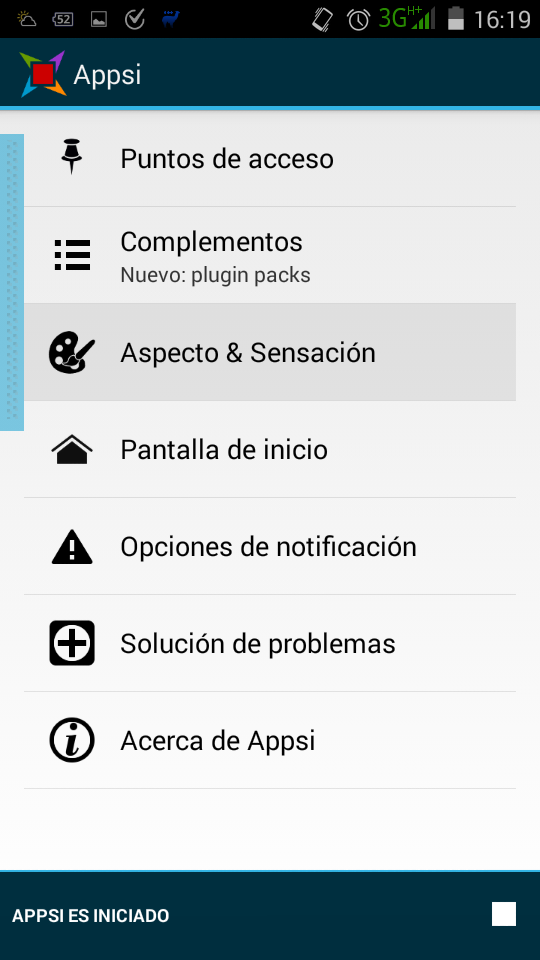 52
3G H+ 16:19
Appsi
Puntos de acceso
Complementos
Nuevo: plugin packs
Aspecto & Sensación
Pantalla de inicio
Opciones de notificación
Solución de problemas
Acerca de Appsi
APPSI ES INICIADO